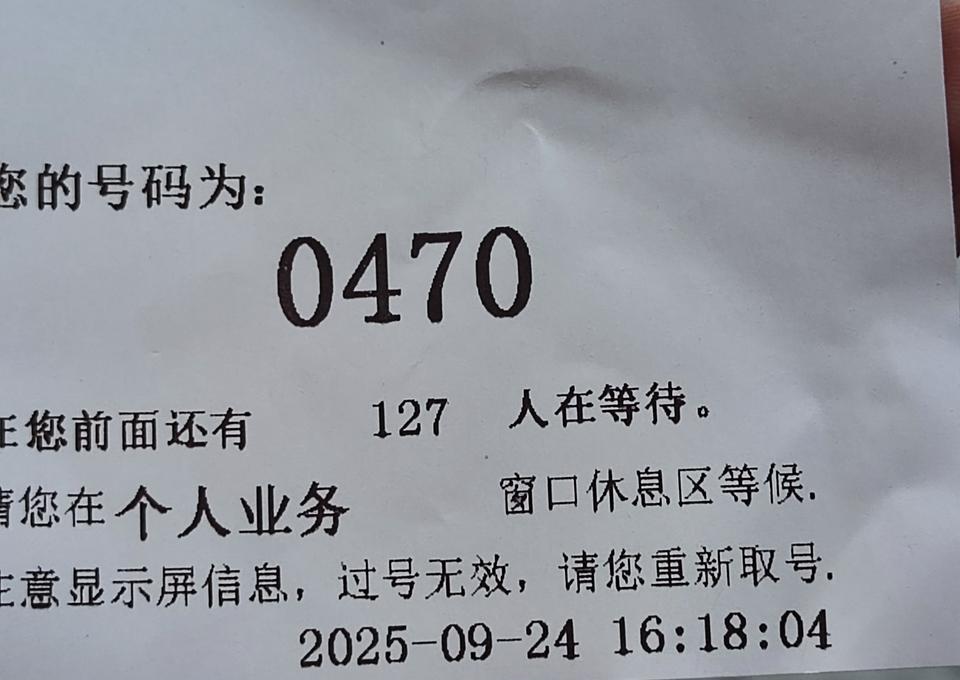 您的号码为：
0470
在您前面还有 127 人在等待。
请您在个人业务 窗口休息区等候.
注意显示屏信息，过号无效，请您重新取号.
2025-09-24 16:18:04